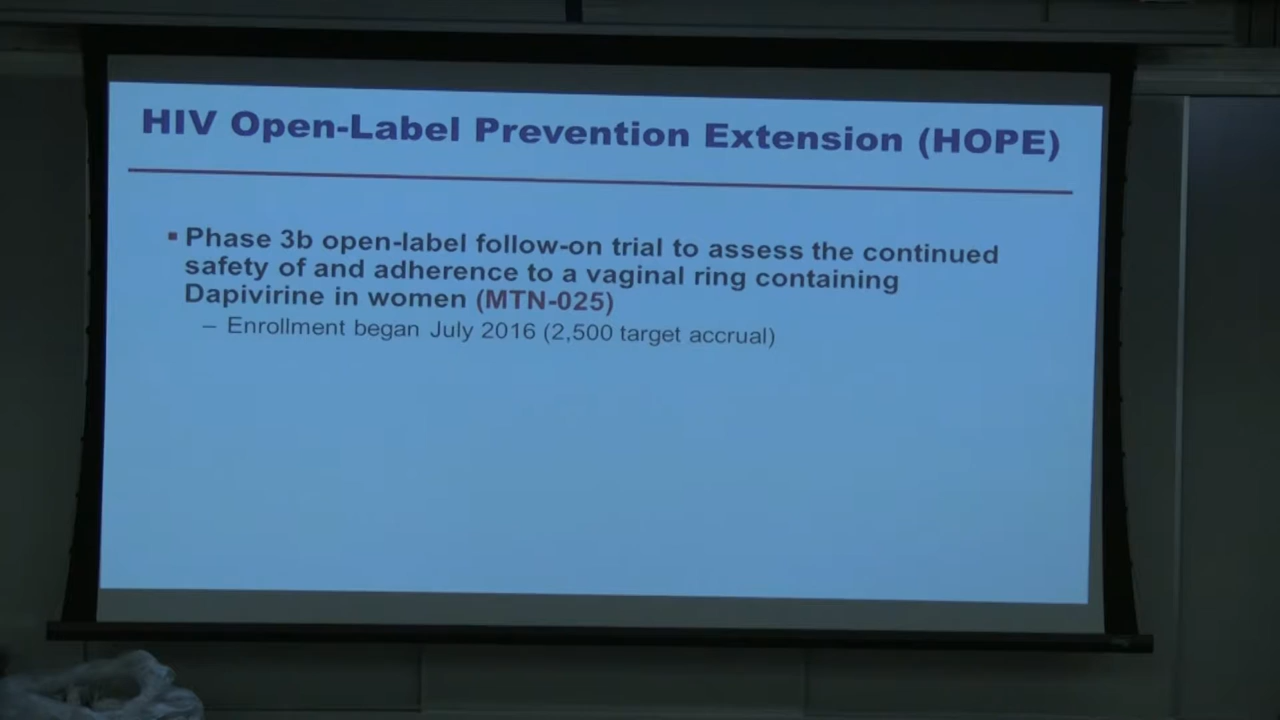 HIV Open-Label Prevention Extension (HOPE)
▪ Phase 3b open-label follow-on trial to assess the continued
safety of and adherence to a vaginal ring containing
Dapivirine in women (MTN-025)
– Enrollment began July 2016 (2,500 target accrual)